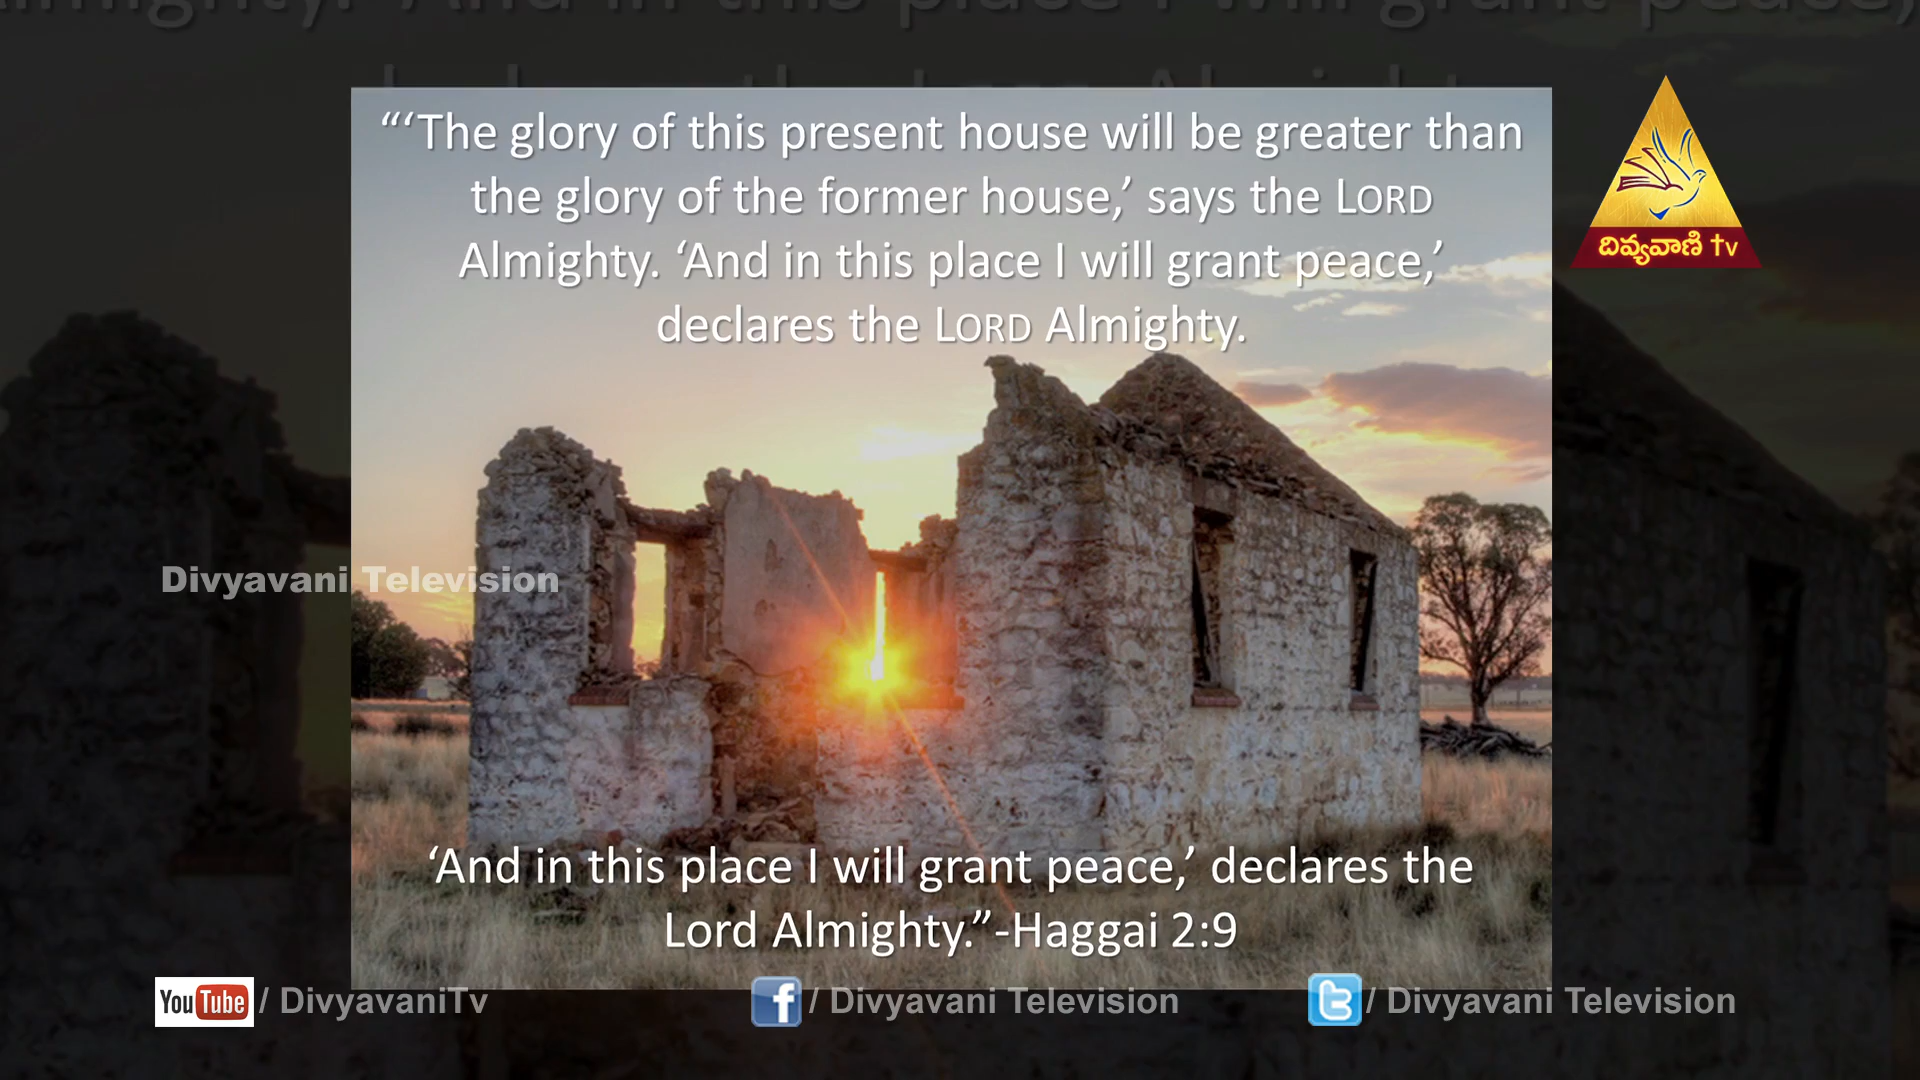 “‘The glory of this present house will be greater than
the glory of the former house,’ says the LORD
Almighty. ‘And in this place I will grant peace,’
declares the LORD Almighty.
దివ్యవాణి tv
Divyavani Television
‘And in this place I will grant peace,’ declares the
Lord Almighty.”-Haggai 2:9
YouTube / DivyavaniTv
f / Divyavani Television
t / Divyavani Television